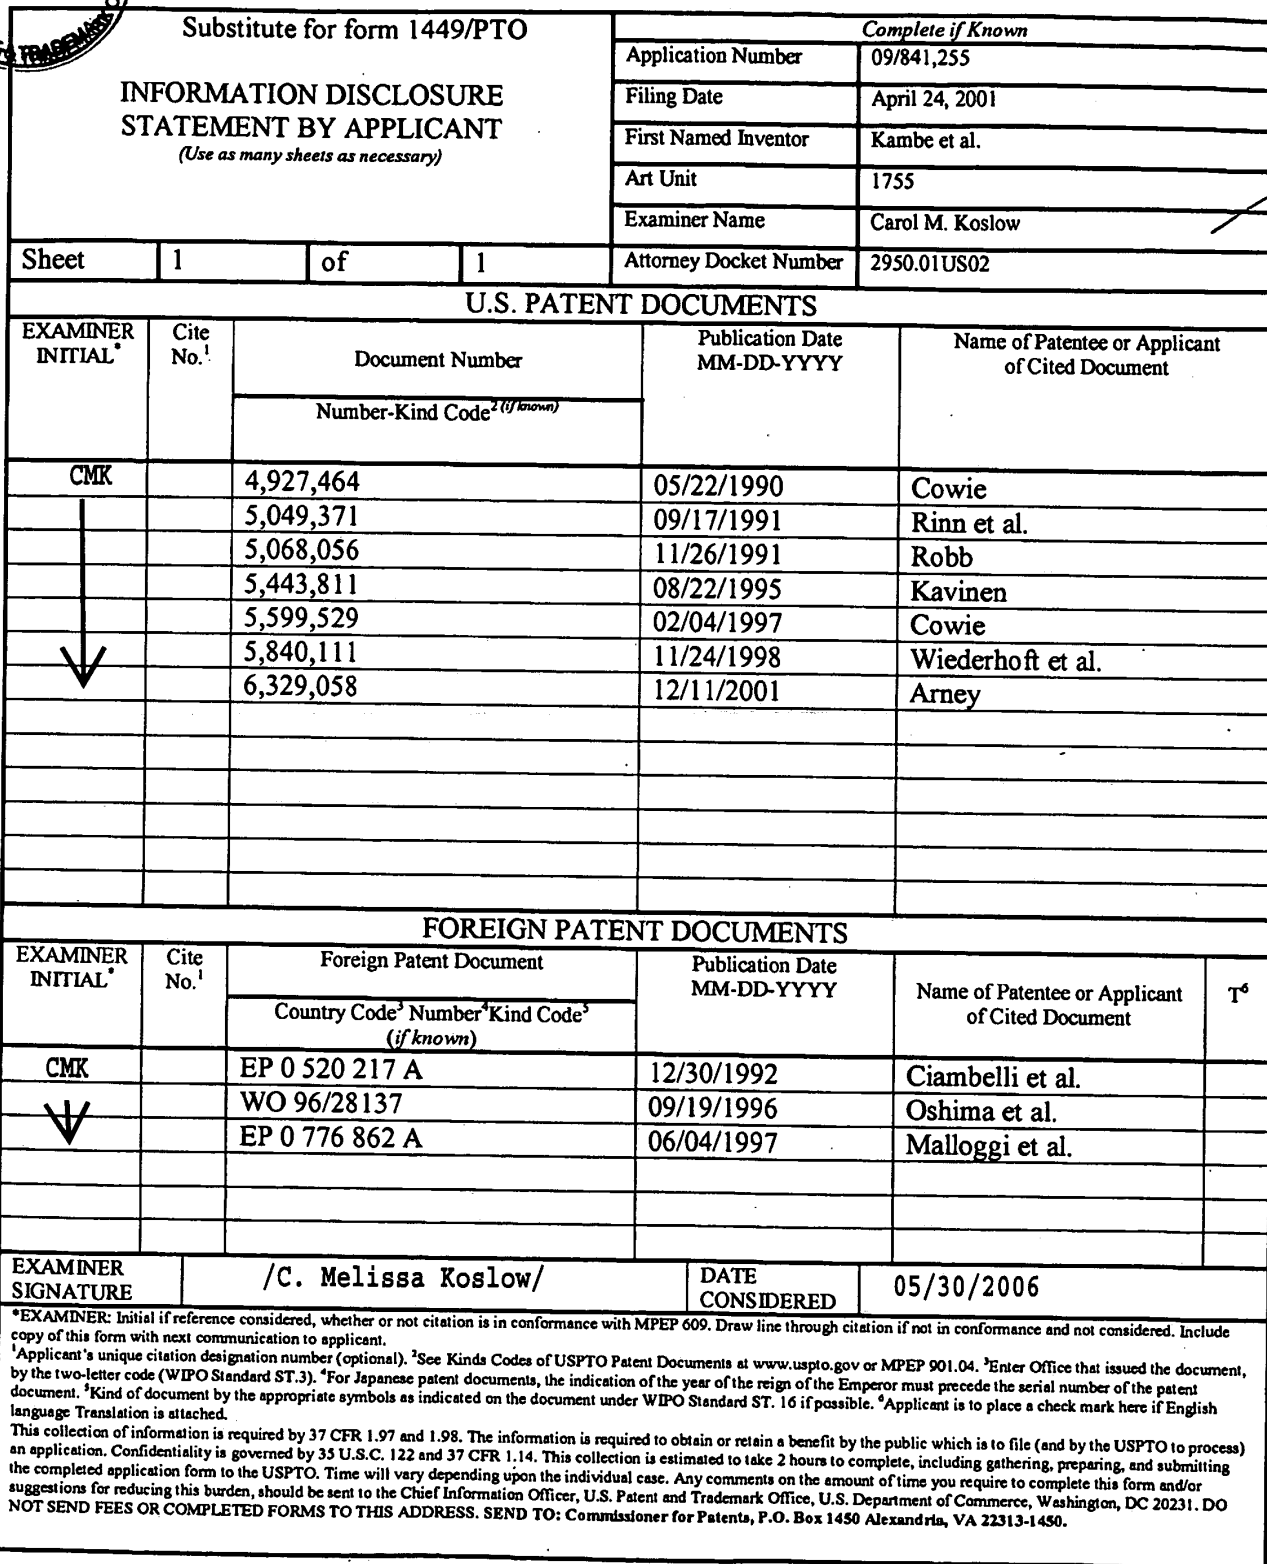 TRADEMARK
Substitute for form 1449/PTO
INFORMATION DISCLOSURE
STATEMENT BY APPLICANT
(Use as many sheets as necessary)
Complete if Known
Application Number 09/841,255
Filing Date April 24, 2001
First Named Inventor Kambe et al.
Art Unit 1755
Examiner Name Carol M. Koslow
Sheet 1 of 1 Attorney Docket Number 2950.01US02
U.S. PATENT DOCUMENTS
EXAMINER INITIAL* Cite No.¹ Document Number Publication Date MM-DD-YYYY Name of Patentee or Applicant of Cited Document
Number-Kind Code² (if known)
CMK 4,927,464 05/22/1990 Cowie
5,049,371 09/17/1991 Rinn et al.
5,068,056 11/26/1991 Robb
5,443,811 08/22/1995 Kavinen
5,599,529 02/04/1997 Cowie
5,840,111 11/24/1998 Wiederhoft et al.
6,329,058 12/11/2001 Arney
FOREIGN PATENT DOCUMENTS
EXAMINER INITIAL* Cite No.¹ Foreign Patent Document Publication Date MM-DD-YYYY Name of Patentee or Applicant of Cited Document T⁶
Country Code³ Number⁴ Kind Code⁵ (if known)
CMK EP 0 520 217 A 12/30/1992 Ciambelli et al.
WO 96/28137 09/19/1996 Oshima et al.
EP 0 776 862 A 06/04/1997 Malloggi et al.
EXAMINER SIGNATURE /C. Melissa Koslow/ DATE CONSIDERED 05/30/2006
*EXAMINER: Initial if reference considered, whether or not citation is in conformance with MPEP 609. Draw line through citation if not in conformance and not considered. Include
copy of this form with next communication to applicant.
¹Applicant's unique citation designation number (optional). ²See Kinds Codes of USPTO Patent Documents at www.uspto.gov or MPEP 901.04. ³Enter Office that issued the document,
by the two-letter code (WIPO Standard ST.3). ⁴For Japanese patent documents, the indication of the year of the reign of the Emperor must precede the serial number of the patent
document. ⁵Kind of document by the appropriate symbols as indicated on the document under WIPO Standard ST. 16 if possible. ⁶Applicant is to place a check mark here if English
language Translation is attached.
This collection of information is required by 37 CFR 1.97 and 1.98. The information is required to obtain or retain a benefit by the public which is to file (and by the USPTO to process)
an application. Confidentiality is governed by 35 U.S.C. 122 and 37 CFR 1.14. This collection is estimated to take 2 hours to complete, including gathering, preparing, and submitting
the completed application form to the USPTO. Time will vary depending upon the individual case. Any comments on the amount of time you require to complete this form and/or
suggestions for reducing this burden, should be sent to the Chief Information Officer, U.S. Patent and Trademark Office, U.S. Department of Commerce, Washington, DC 20231. DO
NOT SEND FEES OR COMPLETED FORMS TO THIS ADDRESS. SEND TO: Commissioner for Patents, P.O. Box 1450 Alexandria, VA 22313-1450.